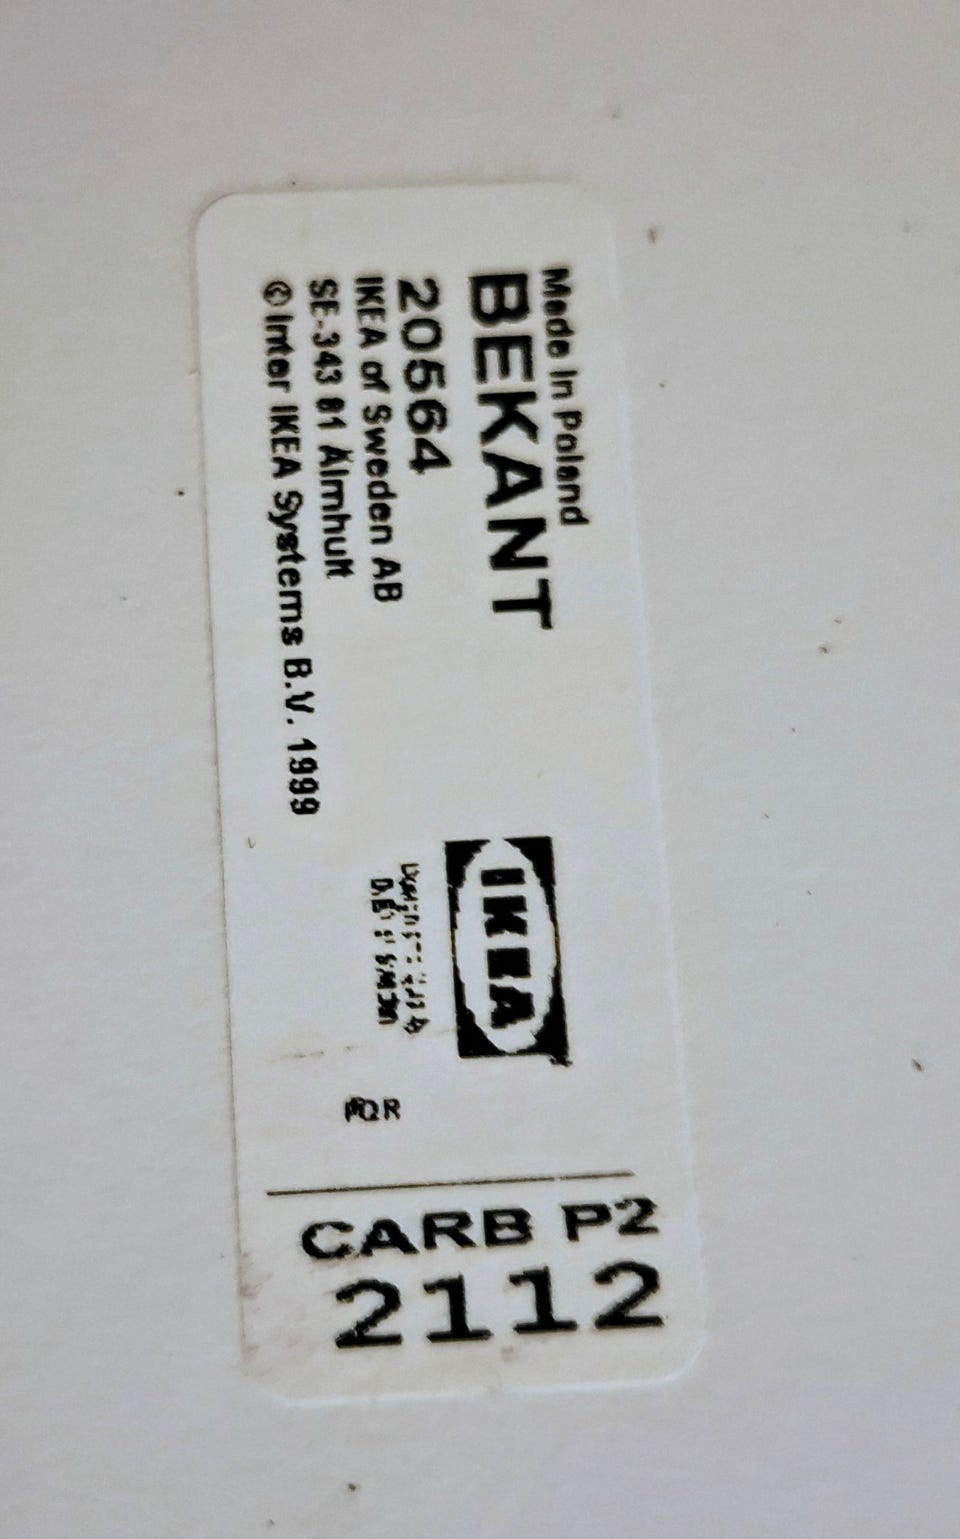 Made In Poland
BEKANT
20564
IKEA of Sweden AB
SE-343 81 Älmhult
© Inter IKEA Systems B.V. 1999
IKEA
PQR
CARB P2
2112